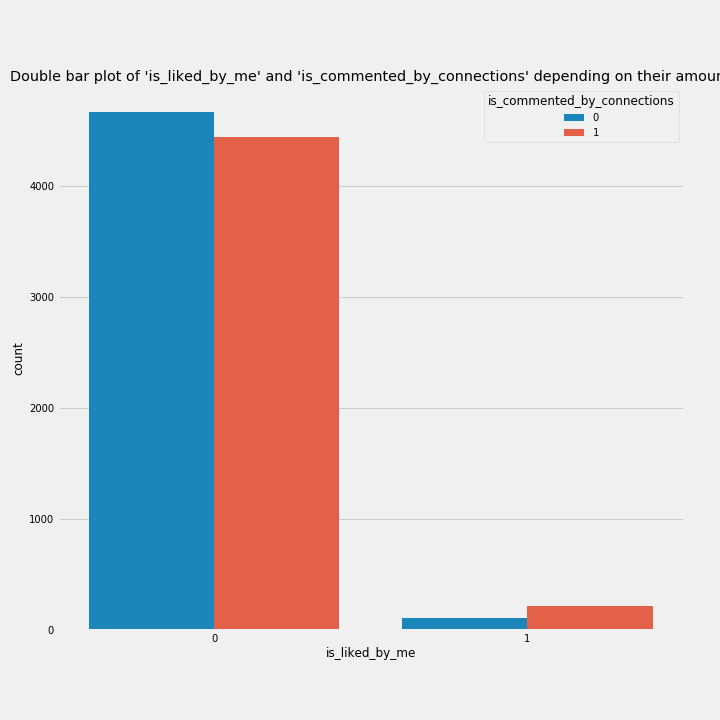 Double bar plot of 'is_liked_by_me' and 'is_commented_by_connections' depending on their
is_commented_by_connections
0
1
4000
3000
2000
1000
0
count
0 1
is_liked_by_me